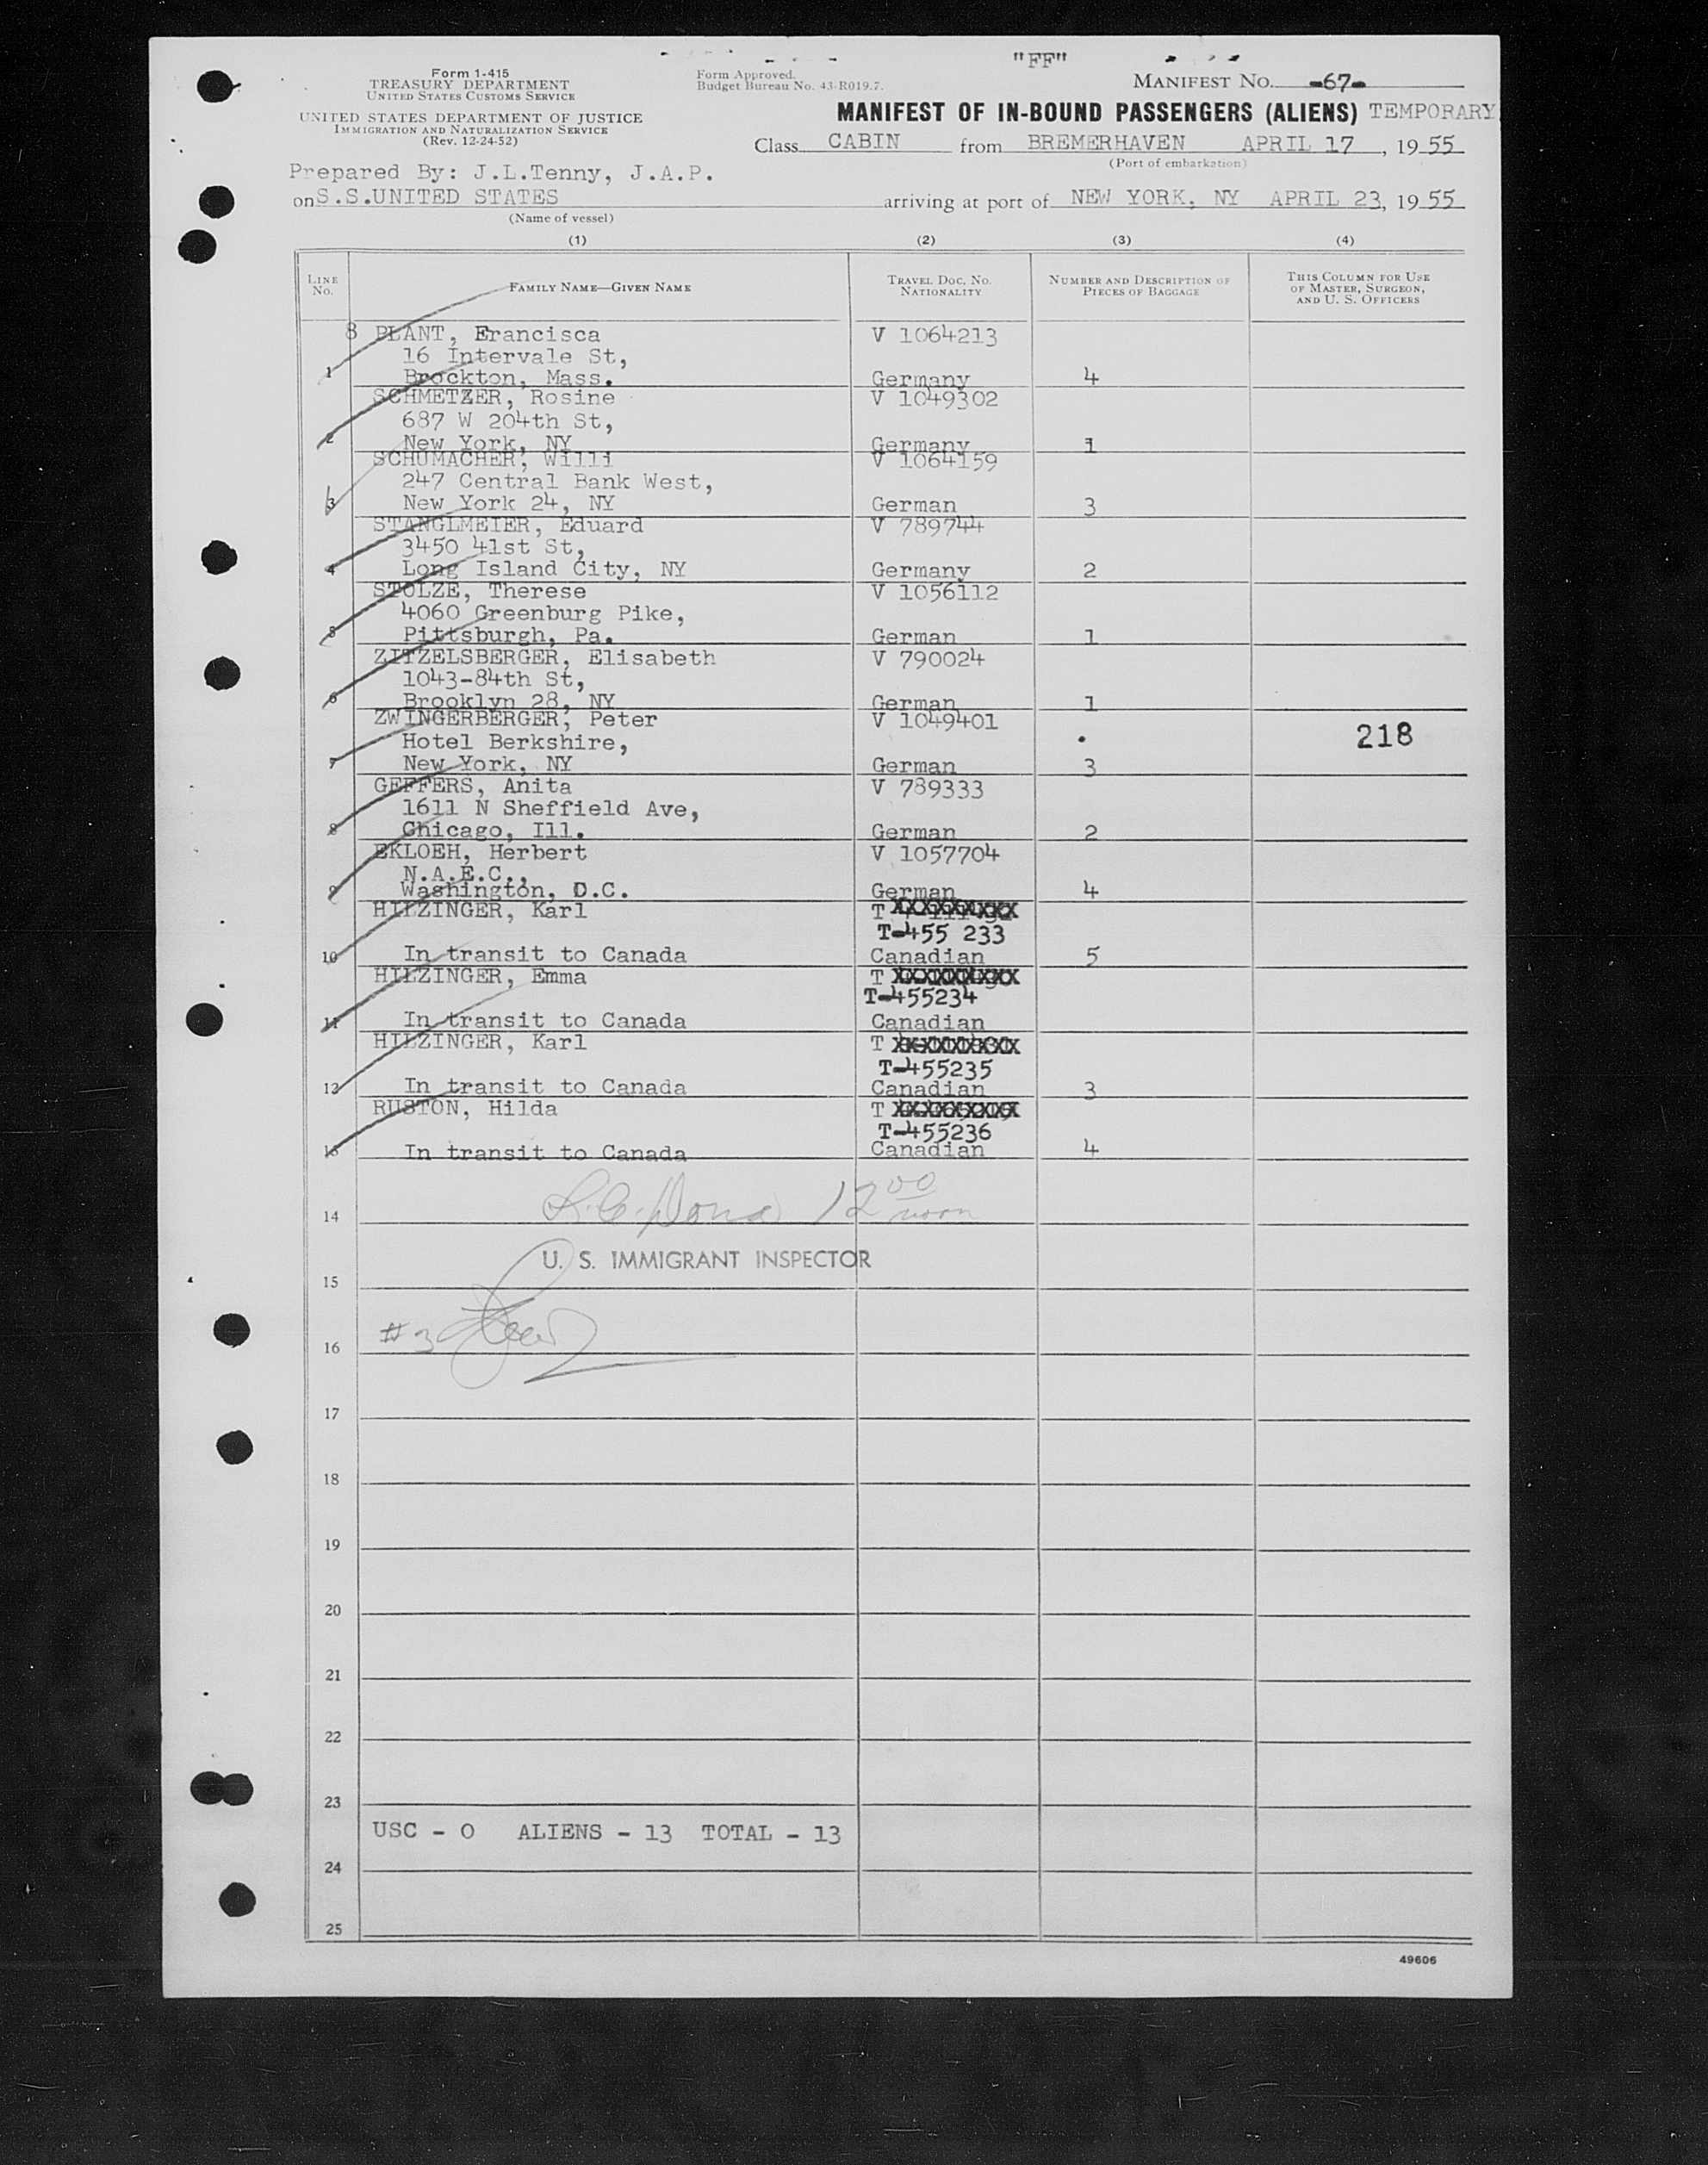 "FF"
Form 1-415
TREASURY DEPARTMENT
UNITED STATES CUSTOMS SERVICE
Form Approved.
Budget Bureau No. 43-R019.7.
MANIFEST No. -67-
UNITED STATES DEPARTMENT OF JUSTICE
IMMIGRATION AND NATURALIZATION SERVICE
(Rev. 12-24-52)
MANIFEST OF IN-BOUND PASSENGERS (ALIENS) TEMPORARY
Class CABIN from BREMERHAVEN APRIL 17, 19 55
(Port of embarkation)
Prepared By: J.L.Tenny, J.A.P.
on S.S.UNITED STATES arriving at port of NEW YORK, NY APRIL 23, 19 55
(Name of vessel)
(1) (2) (3) (4)
LINE No. FAMILY NAME—GIVEN NAME TRAVEL DOC. NO. NATIONALITY NUMBER AND DESCRIPTION OF PIECES OF BAGGAGE THIS COLUMN FOR USE OF MASTER, SURGEON, AND U. S. OFFICERS
8 PLANT, Francisca V 1064213
16 Intervale St,
1 Brockton, Mass. Germany 4
SCHMETZER, Rosine V 1049302
687 W 204th St,
2 New York, NY Germany 1
SCHUMACHER, Willi V 1064159
247 Central Bank West,
3 New York 24, NY German 3
STANGLMEIER, Eduard V 789744
3450 41st St,
4 Long Island City, NY Germany 2
STOLZE, Therese V 1056112
4060 Greenburg Pike,
5 Pittsburgh, Pa. German 1
ZITZELSBERGER, Elisabeth V 790024
1043-84th St,
6 Brooklyn 28, NY German 1
ZWINGERBERGER, Peter V 1049401
Hotel Berkshire, 218
7 New York, NY German 3
GEFFERS, Anita V 789333
1611 N Sheffield Ave,
8 Chicago, Ill. German 2
EKLOEH, Herbert V 1057704
N.A.E.C.,
9 Washington, D.C. German 4
HILZINGER, Karl T
T-455 233
10 In transit to Canada Canadian 5
HILZINGER, Emma T
T-455234
11 In transit to Canada Canadian
HILZINGER, Karl T
T-455235
12 In transit to Canada Canadian 3
RUSTON, Hilda T
T-455236
13 In transit to Canada Canadian 4
12 00 noon
14
U. S. IMMIGRANT INSPECTOR
15
#3
16
17
18
19
20
21
22
23
USC - O ALIENS - 13 TOTAL - 13
24
25
49606